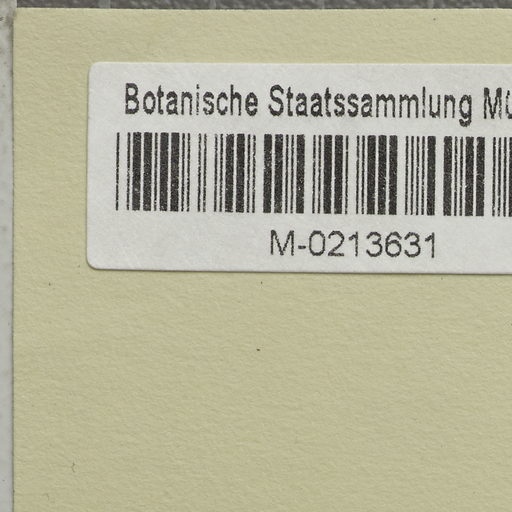 Botanische Staatssammlung
M-0213631